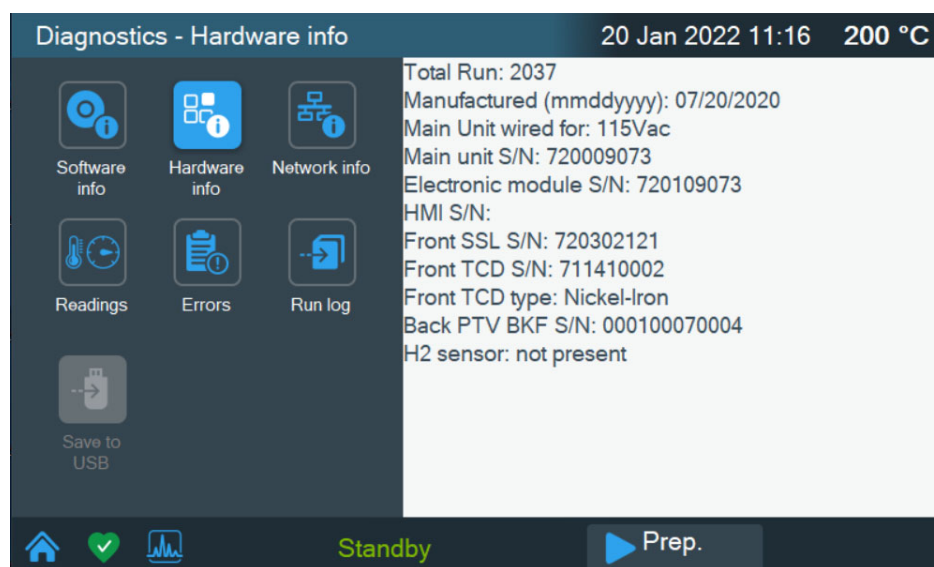 Diagnostics - Hardware info
20 Jan 2022 11:16
200 °C
Software
info
Hardware
info
Network info
Readings
Errors
Run log
Save to
USB
Total Run: 2037
Manufactured (mmddyyyy): 07/20/2020
Main Unit wired for: 115Vac
Main unit S/N: 720009073
Electronic module S/N: 720109073
HMI S/N:
Front SSL S/N: 720302121
Front TCD S/N: 711410002
Front TCD type: Nickel-Iron
Back PTV BKF S/N: 000100070004
H2 sensor: not present
Standby
Prep.